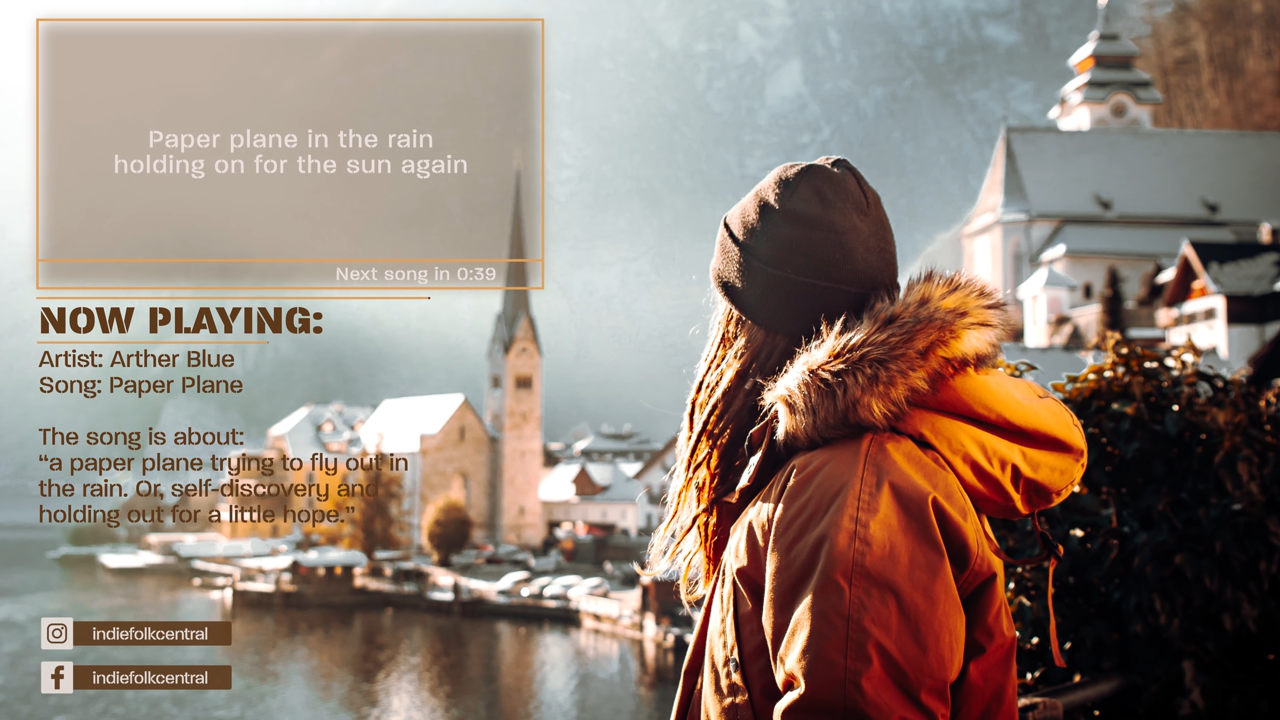 Paper plane in the rain
holding on for the sun again
Next song in 0:39
NOW PLAYING:
Artist: Arther Blue
Song: Paper Plane
The song is about:
“a paper plane trying to fly out in
the rain. Or, self-discovery and
holding out for a little hope.”
indiefolkcentral
indiefolkcentral